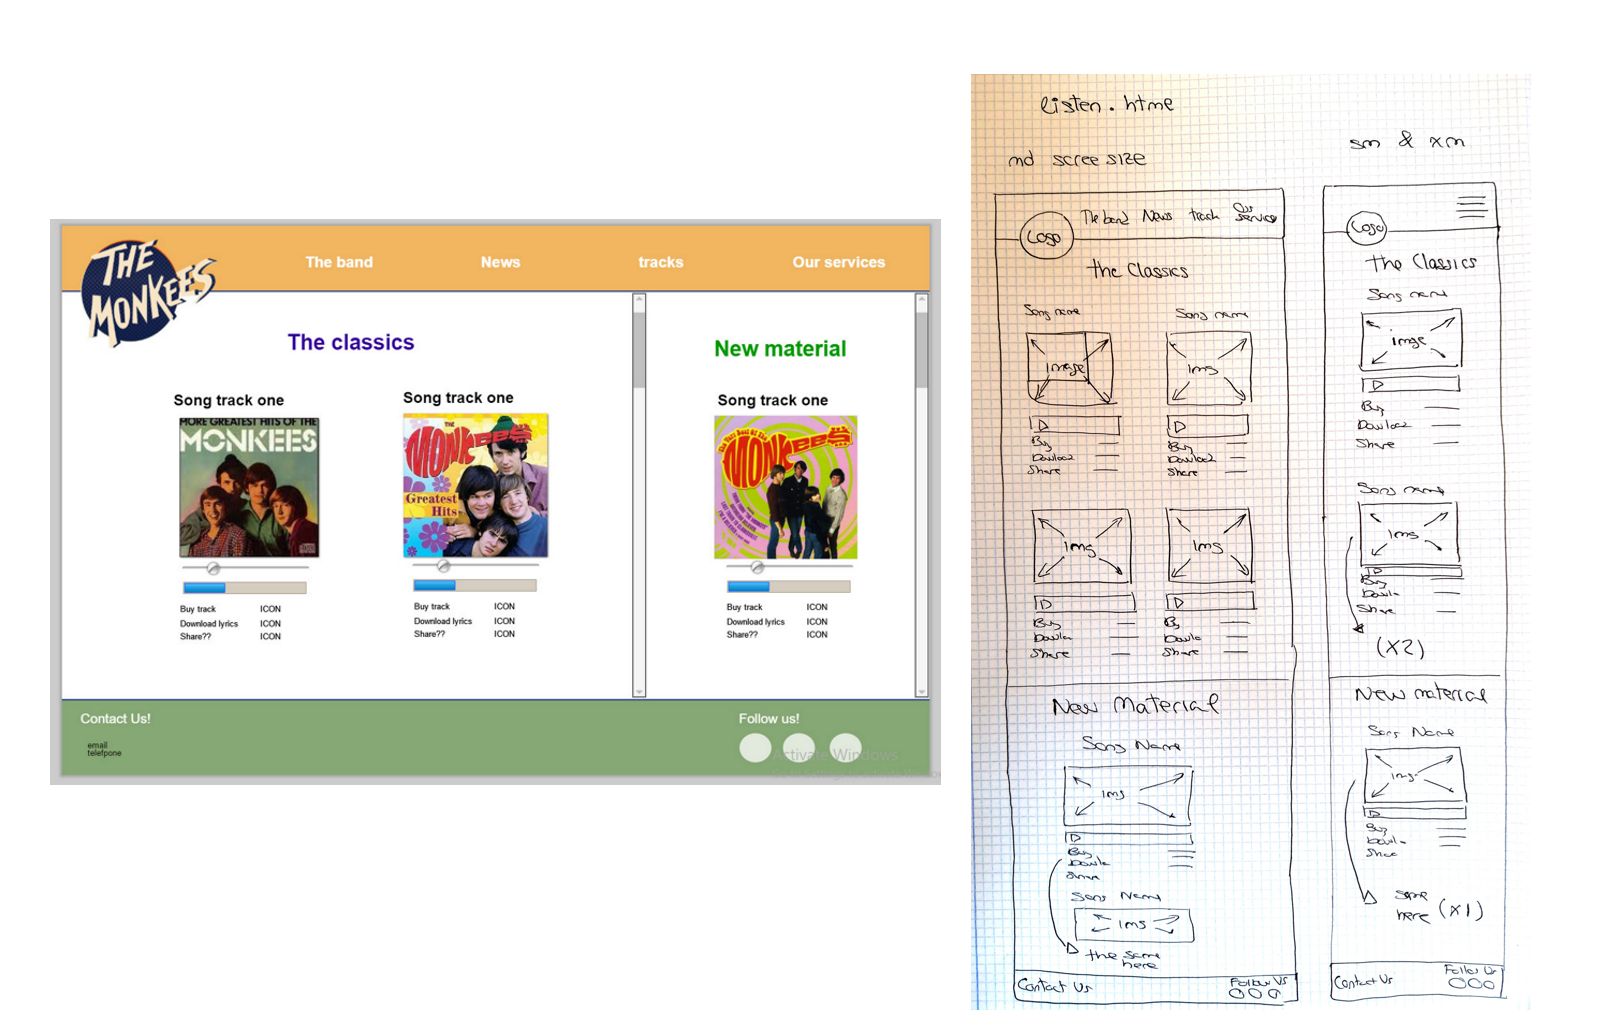 THE
MONKEES
The band
News
tracks
Our services
The classics
New material
Song track one
Song track one
Song track one
MORE GREATEST HITS OF THE
MONKEES
THE
MONKEES
Greatest
Hits
The Very Best of the
MONKEES
Buy track ICON
Download lyrics ICON
Share?? ICON
Buy track ICON
Download lyrics ICON
Share?? ICON
Buy track ICON
Download lyrics ICON
Share?? ICON
Contact Us!
email
telefpone
Follow us!
Activate Windows
listen.html
md scree size
Logo
The band News track Our service
the Classics
Song name
Song name
image
img
Buy
Share
Buy
Share
img
img
Buy
Share
Share
New Material
Song Name
img
Buy
Share
Song Name
img
the same
here
Contact Us
Follow Us
sm & xm
Logo
the Classics
Song name
image
Buy
Share
Song name
img
Buy
Share
(x2)
New material
Song Name
img
Buy
same
here (x1)
Contact Us
Follow Us